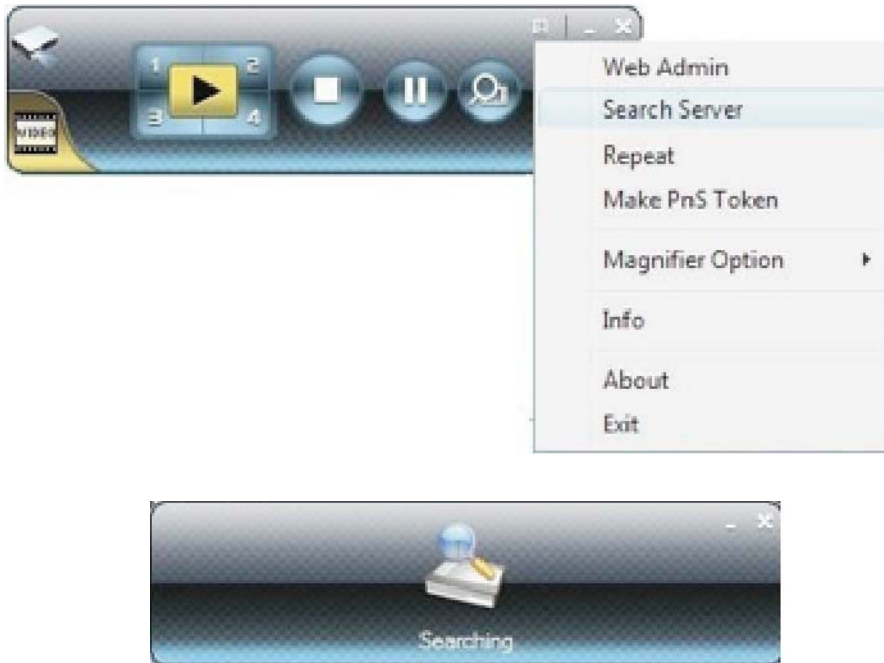 1 2
3 4
VIDEO
Web Admin
Search Server
Repeat
Make PnS Token
Magnifier Option
Info
About
Exit
Searching